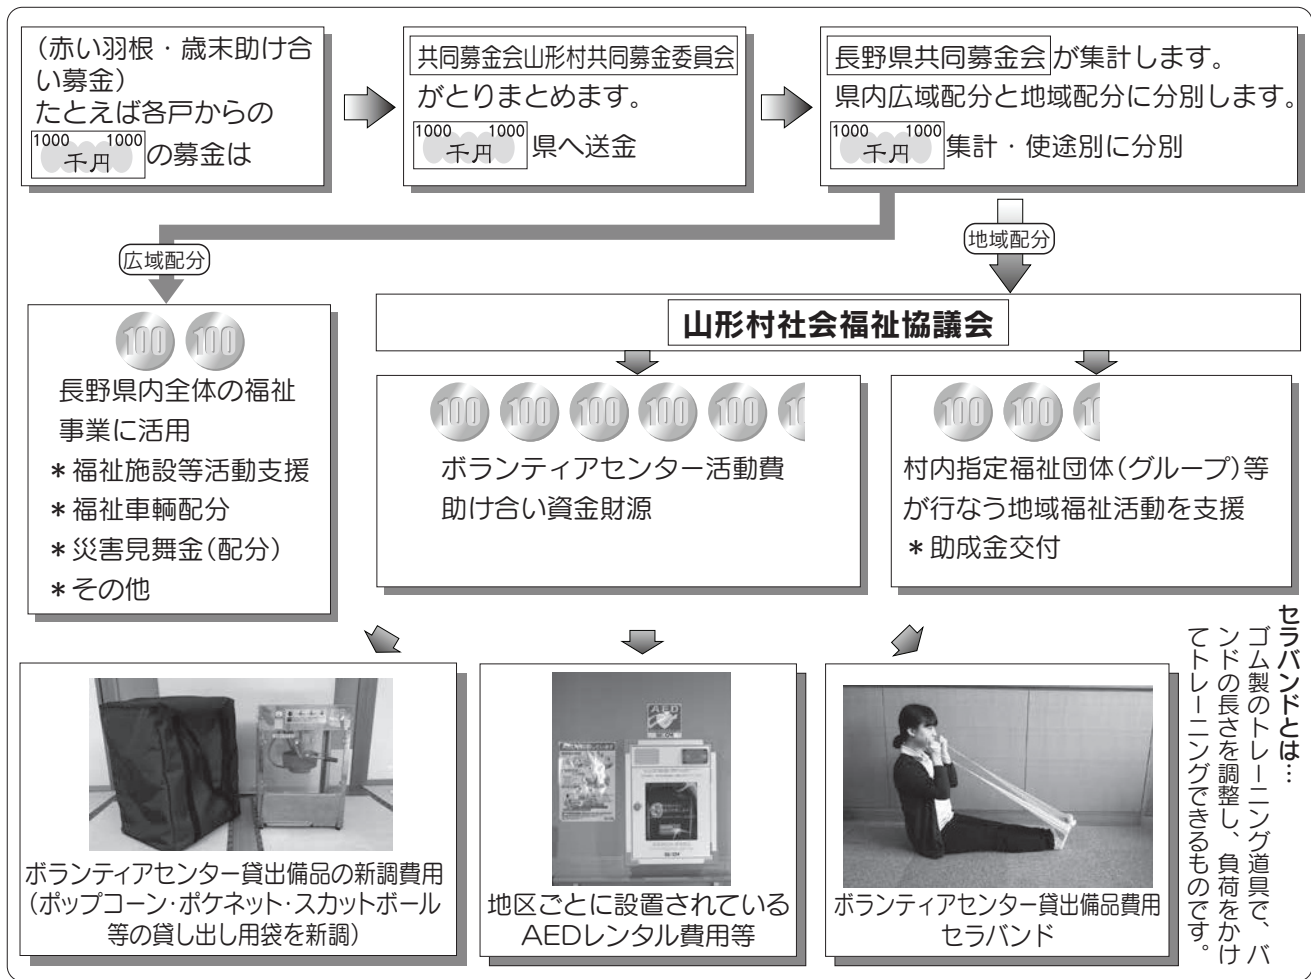 (赤い羽根・歳末助け合
い募金)
たとえば各戸からの
1000 1000
千円 の募金は
共同募金会山形村共同募金委員会
がとりまとめます。
1000 1000
千円 県へ送金
長野県共同募金会 が集計します。
県内広域配分と地域配分に分別します。
1000 1000
千円 集計・使途別に分別
広域配分
地域配分
100 100
長野県内全体の福祉
事業に活用
*福祉施設等活動支援
*福祉車輌配分
*災害見舞金(配分)
*その他
山形村社会福祉協議会
100 100 100 100 100 10
ボランティアセンター活動費
助け合い資金財源
100 100 10
村内指定福祉団体(グループ)等
が行なう地域福祉活動を支援
*助成金交付
ボランティアセンター貸出備品の新調費用
(ポップコーン・ポケネット・スカットボール
等の貸し出し用袋を新調)
AED
地区ごとに設置されている
AEDレンタル費用等
ボランティアセンター貸出備品費用
セラバンド
セラバンドとは…
ゴム製のトレーニング道具で、バ
ンドの長さを調整し、負荷をかけ
てトレーニングできるものです。